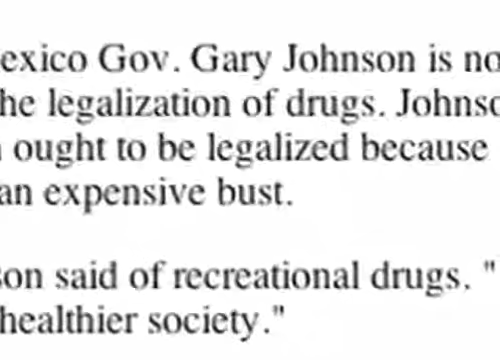 exico Gov. Gary Johnson is no
he legalization of drugs. Johnso
ought to be legalized because
an expensive bust.
son said of recreational drugs. "
healthier society."